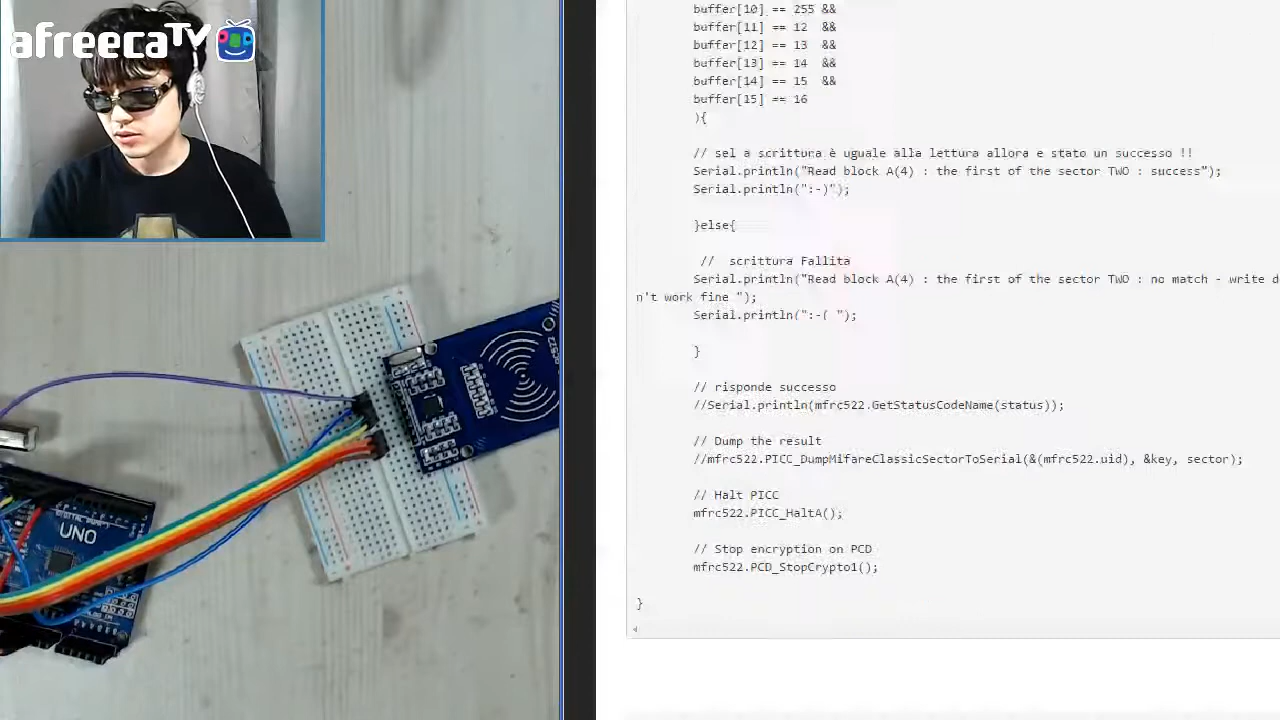 afreecaTV
buffer[10] == 255 &&
buffer[11] == 12 &&
buffer[12] == 13 &&
buffer[13] == 14 &&
buffer[14] == 15 &&
buffer[15] == 16
){
// sel a scrittura è uguale alla lettura allora e stato un successo !!
Serial.println("Read block A(4) : the first of the sector TWO : success");
Serial.println(":-)");
}else{
// scrittura Fallita
Serial.println("Read block A(4) : the first of the sector TWO : no match - write d
n't work fine ");
Serial.println(":-( ");
}
// risponde successo
//Serial.println(mfrc522.GetStatusCodeName(status));
// Dump the result
//mfrc522.PICC_DumpMifareClassicSectorToSerial(&(mfrc522.uid), &key, sector);
// Halt PICC
mfrc522.PICC_HaltA();
// Stop encryption on PCD
mfrc522.PCD_StopCrypto1();
}
UNO